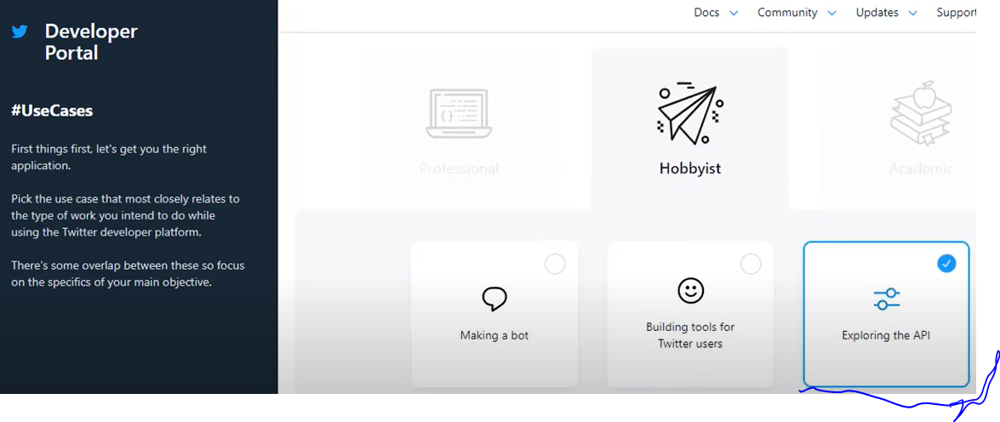 Developer
Portal
#UseCases
First things first, let's get you the right
application.
Pick the use case that most closely relates to
the type of work you intend to do while
using the Twitter developer platform.
There's some overlap between these so focus
on the specifics of your main objective.
Docs
Community
Updates
Support
Professional
Hobbyist
Academic
Making a bot
Building tools for
Twitter users
Exploring the API